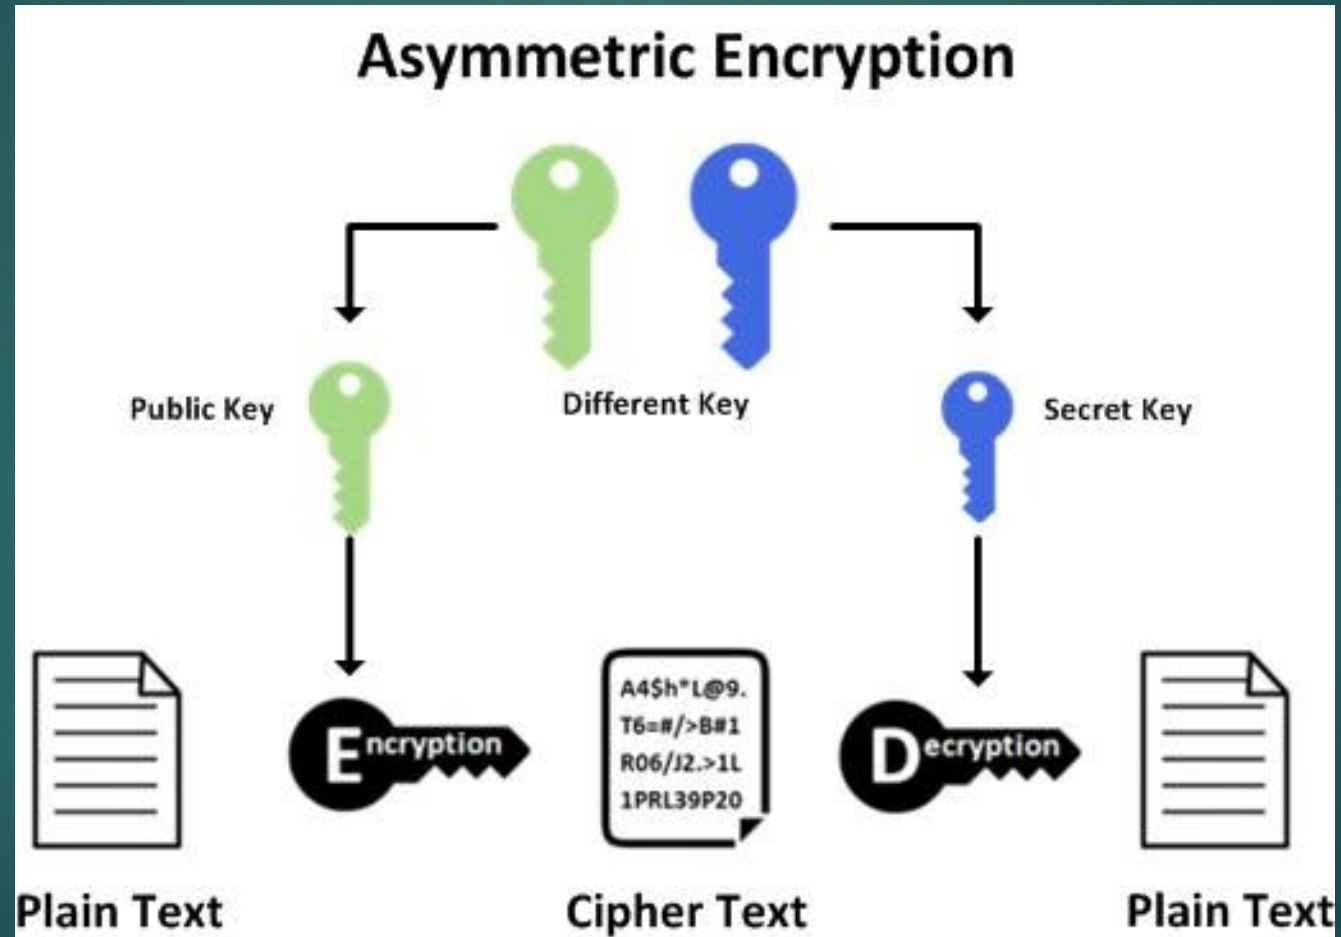 Asymmetric Encryption
Public Key
Different Key
Secret Key
Encryption
A4$h*L@9.
T6=#/>B#1
R06/J2.>1L
1PRL39P20
Decryption
Plain Text
Cipher Text
Plain Text